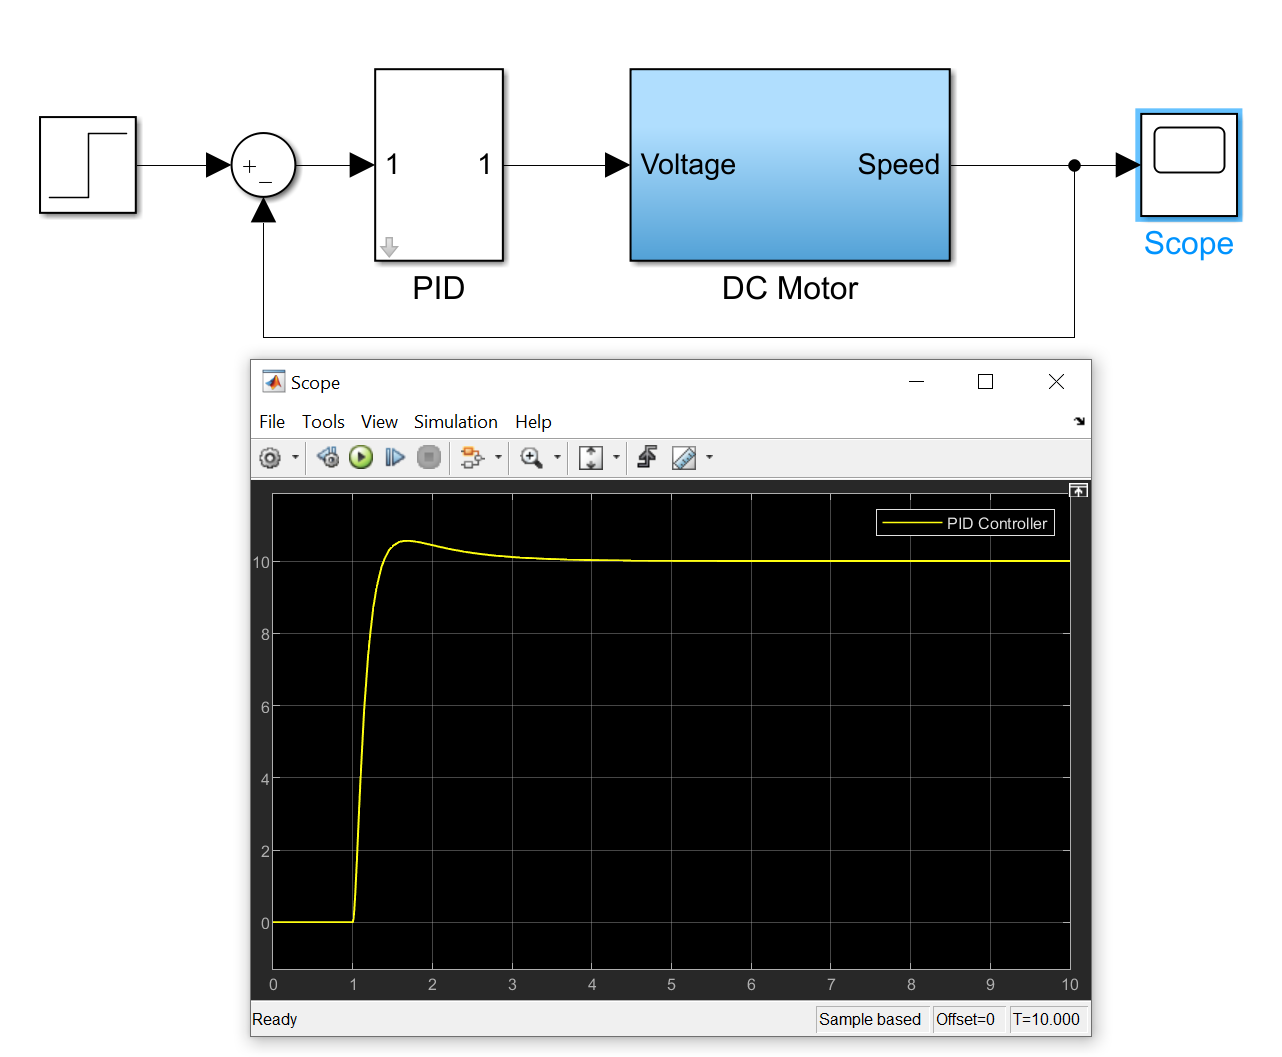 +
−
1 1
PID
Voltage Speed
DC Motor
Scope
Scope
File Tools View Simulation Help
PID Controller
10
8
6
4
2
0
0 1 2 3 4 5 6 7 8 9 10
Ready Sample based Offset=0 T=10.000